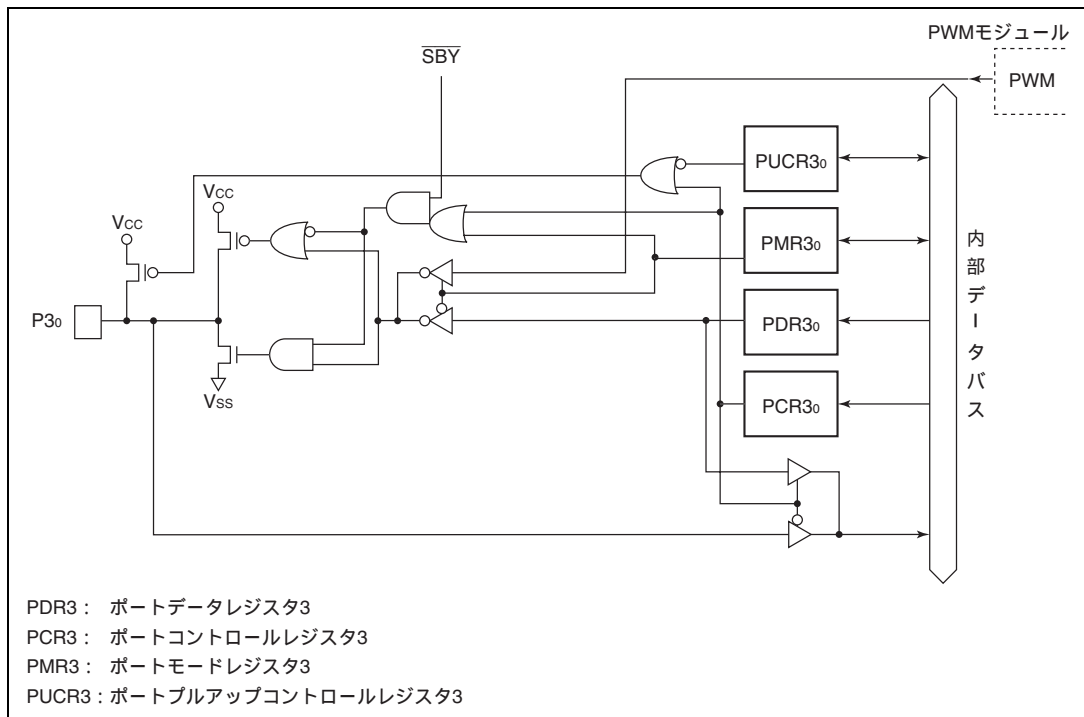 PWMモジュール
PWM
SBY
PUCR3₀
VCC
VCC
PMR3₀
P3₀
PDR3₀
VSS
PCR3₀
内部データバス
PDR3： ポートデータレジスタ3
PCR3： ポートコントロールレジスタ3
PMR3： ポートモードレジスタ3
PUCR3：ポートプルアップコントロールレジスタ3